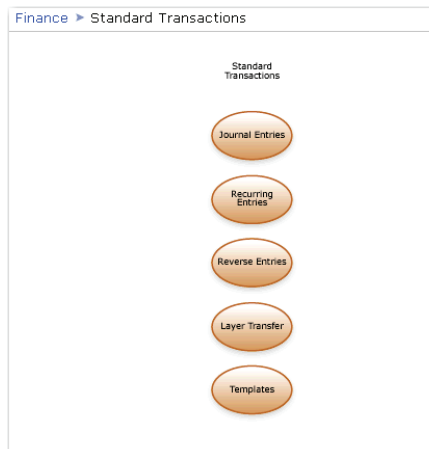 Finance ➤ Standard Transactions
Standard
Transactions
Journal Entries
Recurring
Entries
Reverse Entries
Layer Transfer
Templates